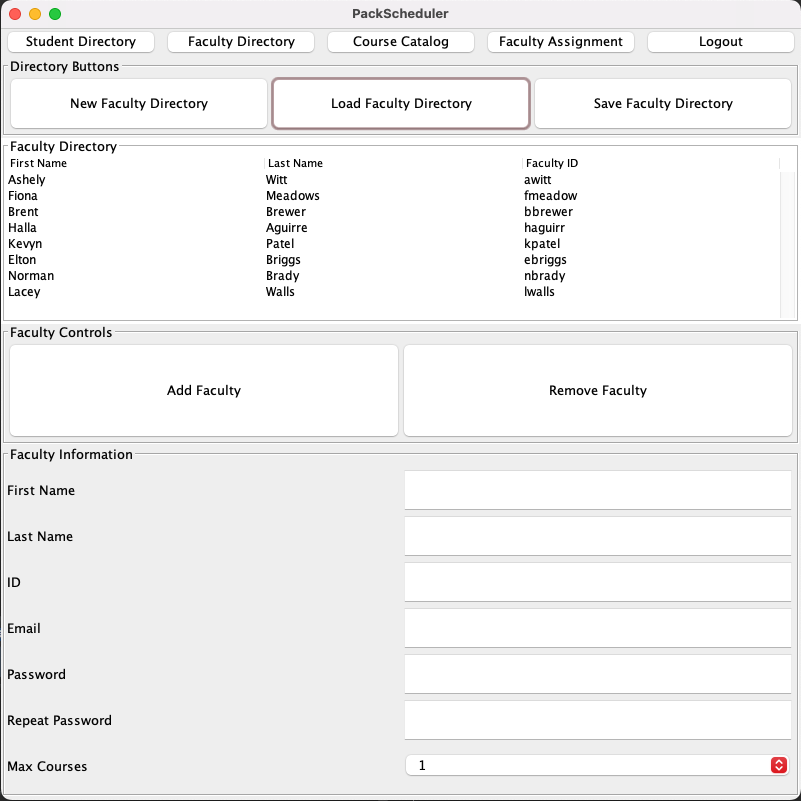 PackScheduler
Student Directory Faculty Directory Course Catalog Faculty Assignment Logout
Directory Buttons
New Faculty Directory Load Faculty Directory Save Faculty Directory
Faculty Directory
First Name Last Name Faculty ID
Ashely Witt awitt
Fiona Meadows fmeadow
Brent Brewer bbrewer
Halla Aguirre haguirr
Kevyn Patel kpatel
Elton Briggs ebriggs
Norman Brady nbrady
Lacey Walls lwalls
Faculty Controls
Add Faculty Remove Faculty
Faculty Information
First Name
Last Name
ID
Email
Password
Repeat Password
Max Courses 1